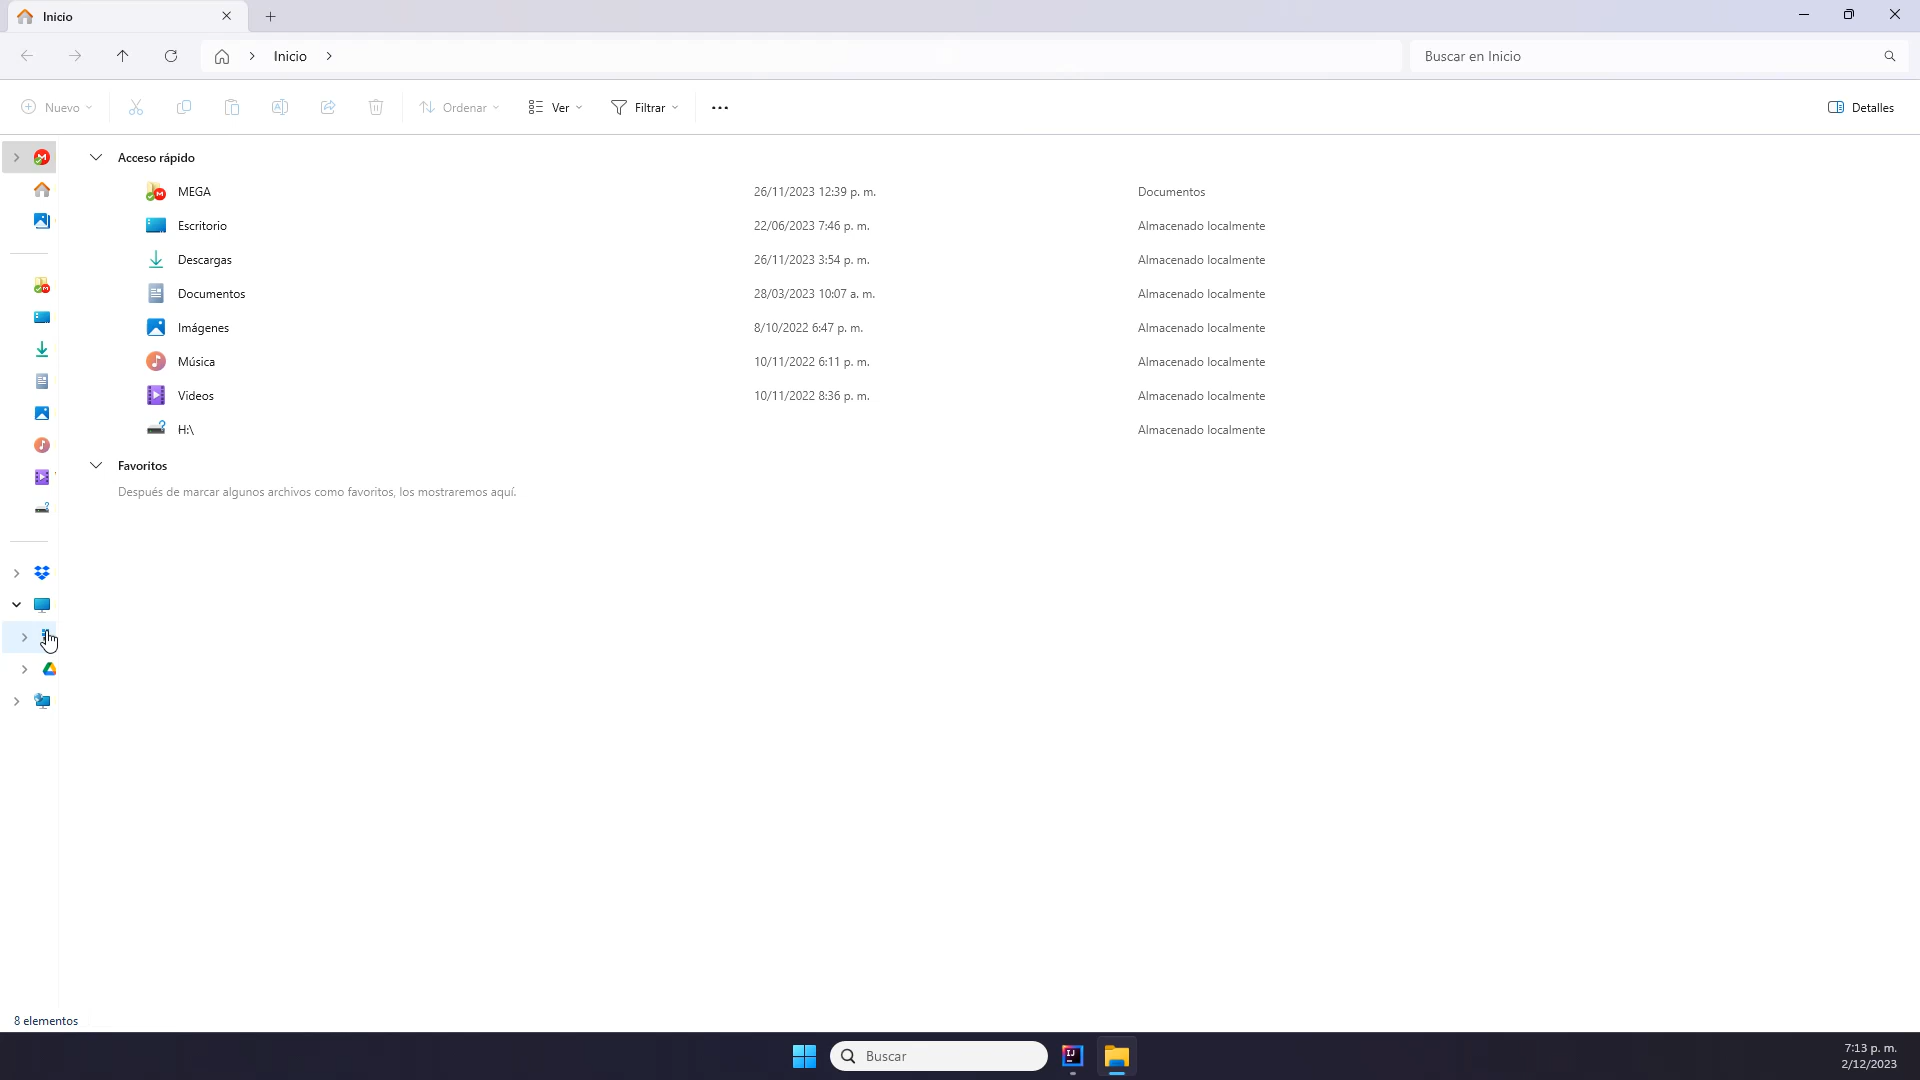 Inicio
Inicio
Buscar en Inicio
Nuevo
Ordenar
Ver
Filtrar
Detalles
Acceso rápido
MEGA 26/11/2023 12:39 p. m. Documentos
Escritorio 22/06/2023 7:46 p. m. Almacenado localmente
Descargas 26/11/2023 3:54 p. m. Almacenado localmente
Documentos 28/03/2023 10:07 a. m. Almacenado localmente
Imágenes 8/10/2022 6:47 p. m. Almacenado localmente
Música 10/11/2022 6:11 p. m. Almacenado localmente
Videos 10/11/2022 8:36 p. m. Almacenado localmente
H:\ Almacenado localmente
Favoritos
Después de marcar algunos archivos como favoritos, los mostraremos aquí.
8 elementos
Buscar
7:13 p. m.
2/12/2023